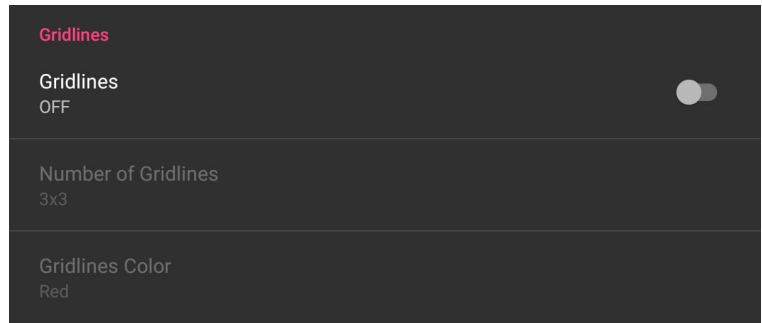 Gridlines
Gridlines
OFF
Number of Gridlines
3x3
Gridlines Color
Red